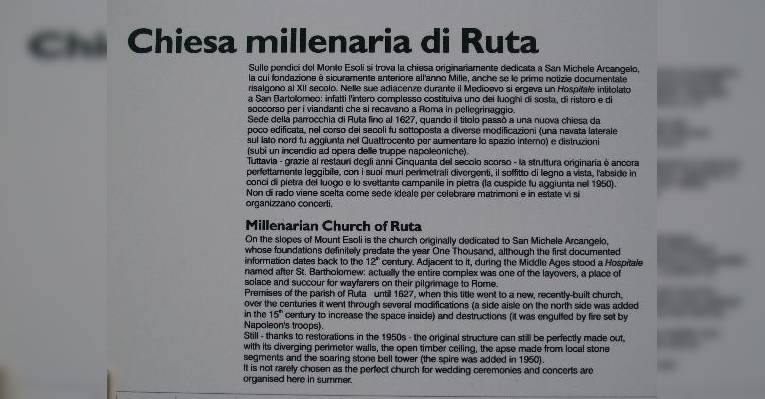 Chiesa millenaria di Ruta
Sulle pendici del Monte Esoli si trova la chiesa originariamente dedicata a San Michele Arcangelo,
la cui fondazione è sicuramente anteriore all'anno Mille, anche se le prime notizie documentate
risalgono al XII secolo. Nelle sue adiacenze durante il Medioevo si ergeva un Hospitale intitolato
a San Bartolomeo: infatti l'intero complesso costituiva uno dei luoghi di sosta, di ristoro e di
soccorso per i viandanti che si recavano a Roma in pellegrinaggio.
Sede della parrocchia di Ruta fino al 1627, quando il titolo passò a una nuova chiesa da
poco edificata, nel corso dei secoli fu sottoposta a diverse modificazioni (una navata laterale
sul lato nord fu aggiunta nel Quattrocento per aumentare lo spazio interno) e distruzioni
(subì un incendio ad opera delle truppe napoleoniche).
Tuttavia - grazie ai restauri degli anni Cinquanta del secolo scorso - la struttura originaria è ancora
perfettamente leggibile, con i suoi muri perimetrali divergenti, il soffitto di legno a vista, l'abside in
conci di pietra del luogo e lo svettante campanile in pietra (la cuspide fu aggiunta nel 1950).
Non di rado viene scelta come sede ideale per celebrare matrimoni e in estate vi si
organizzano concerti.
Millenarian Church of Ruta
On the slopes of Mount Esoli is the church originally dedicated to San Michele Arcangelo,
whose foundations definitely predate the year One Thousand, although the first documented
information dates back to the 12th century. Adjacent to it, during the Middle Ages stood a Hospitale
named after St. Bartholomew: actually the entire complex was one of the layovers, a place of
solace and succour for wayfarers on their pilgrimage to Rome.
Premises of the parish of Ruta until 1627, when this title went to a new, recently-built church,
over the centuries it went through several modifications (a side aisle on the north side was added
in the 15th century to increase the space inside) and destructions (it was engulfed by fire set by
Napoleon's troops).
Still - thanks to restorations in the 1950s - the original structure can still be perfectly made out,
with its diverging perimeter walls, the open timber ceiling, the apse made from local stone
segments and the soaring stone bell tower (the spire was added in 1950).
It is not rarely chosen as the perfect church for wedding ceremonies and concerts are
organised here in summer.